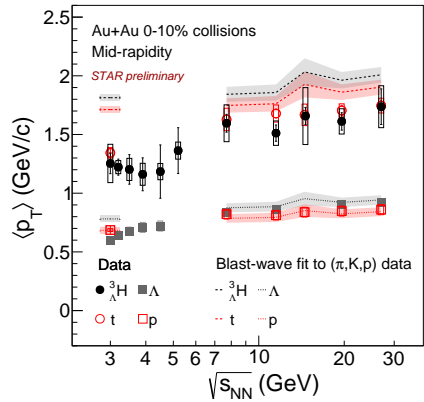 Au+Au 0-10% collisions
Mid-rapidity
STAR preliminary
⟨p_T⟩ (GeV/c)
2.5
2
1.5
1
0.5
0
Data
³_ΛH Λ
t p
Blast-wave fit to (π,K,p) data
³_ΛH Λ
t p
3 4 5 6 7 10 20 30
√s_NN (GeV)